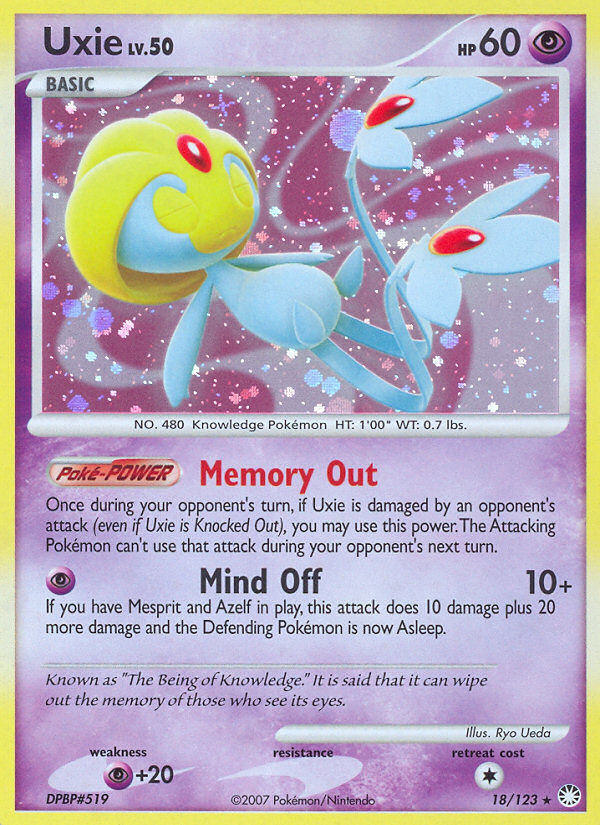 Uxie LV.50
HP 60
BASIC
NO. 480 Knowledge Pokémon HT: 1'00" WT: 0.7 lbs.
Poké-POWER Memory Out
Once during your opponent's turn, if Uxie is damaged by an opponent's
attack (even if Uxie is Knocked Out), you may use this power. The Attacking
Pokémon can't use that attack during your opponent's next turn.
Mind Off 10+
If you have Mesprit and Azelf in play, this attack does 10 damage plus 20
more damage and the Defending Pokémon is now Asleep.
Known as "The Being of Knowledge." It is said that it can wipe
out the memory of those who see its eyes.
Illus. Ryo Ueda
weakness resistance retreat cost
+20
DPBP#519 ©2007 Pokémon/Nintendo 18/123 ★